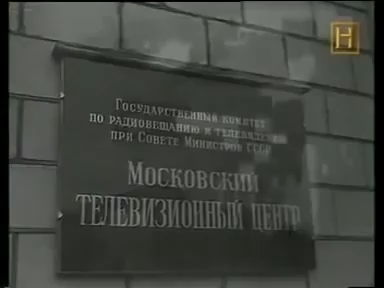 Государственный комитет
по радиовещанию и телевидению
при Совете Министров СССР
Московский
телевизионный центр
H